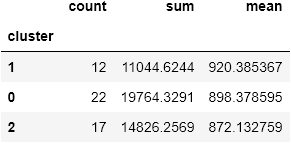 count sum mean
cluster
1 12 11044.6244 920.385367
0 22 19764.3291 898.378595
2 17 14826.2569 872.132759